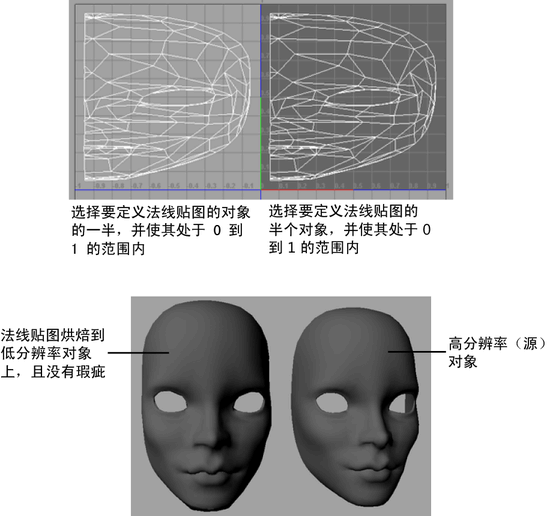 选择要定义法线贴图的对象
的一半，并使其处于 0 到
1 的范围内
选择要定义法线贴图的
半个对象，并使其处于0
到1的范围内
法线贴图烘焙到
低分辨率对象
上，且没有瑕疵
高分辨率（源）
对象